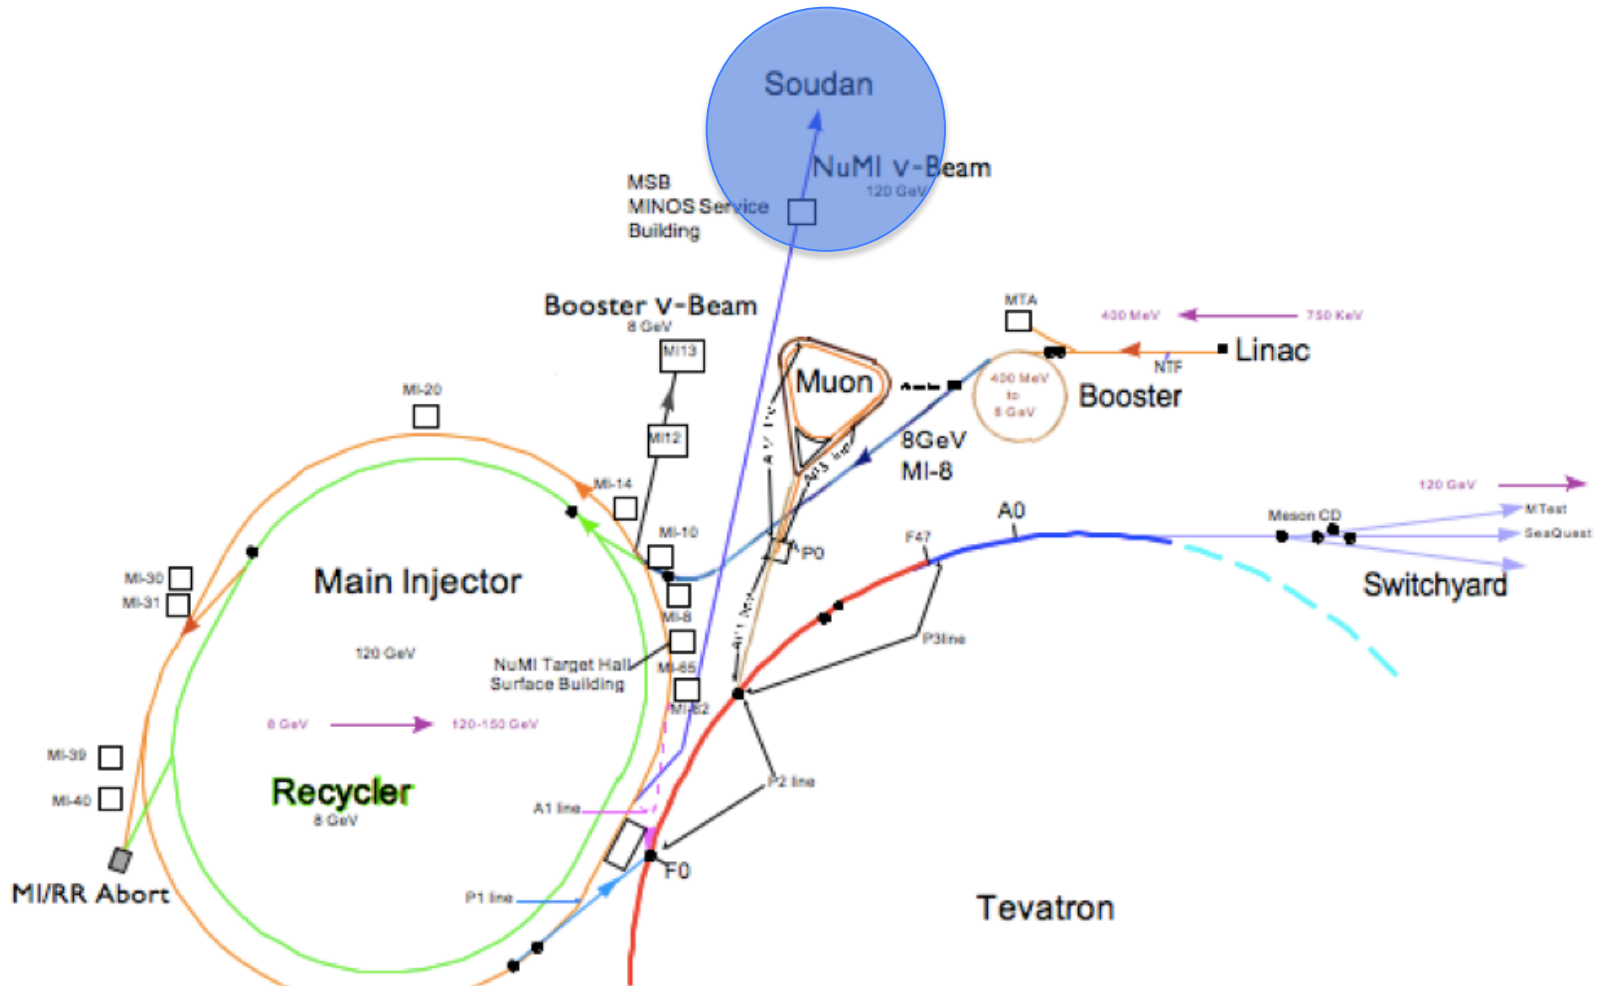 Soudan
NuMI v-Beam
120 GeV
MSB
MINOS Service
Building
Booster v-Beam
8 GeV
MI13
MI12
MTA
400 MeV
750 KeV
Linac
NTF
Booster
400 MeV
to
8 GeV
Muon
8GeV
MI-8
MI-20
MI-14
MI-10
MI-8
P0
F47
A0
120 GeV
Meson CD
MTest
SeaQuest
Switchyard
MI-30
MI-31
Main Injector
120 GeV
NuMI Target Hall
Surface Building
MI-65
MI-62
P3line
8 GeV
120-150 GeV
MI-39
MI-40
Recycler
8 GeV
A1 line
P2 line
F0
P1 line
MI/RR Abort
Tevatron